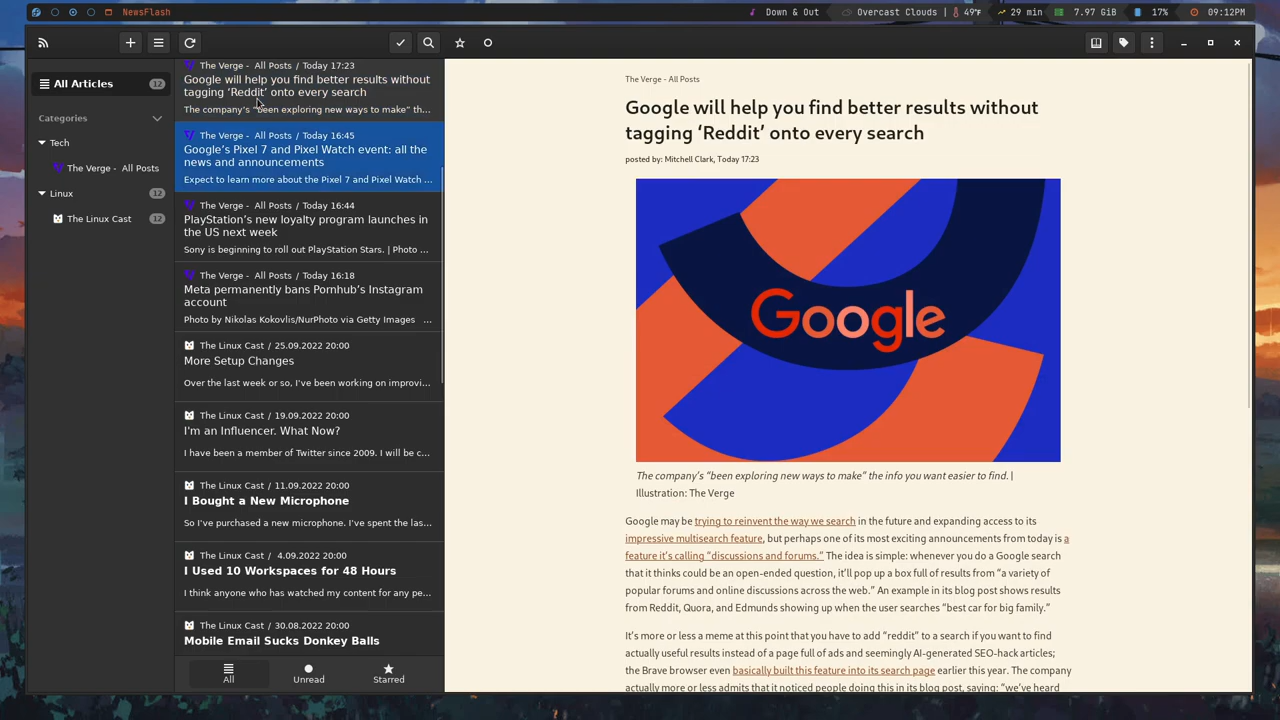 NewsFlash
Down & Out
Overcast Clouds | 49°F
29 min
7.97 GiB
17%
09:12PM
All Articles 12
Categories
Tech
The Verge - All Posts
Linux 12
The Linux Cast 12
The Verge - All Posts / Today 17:23
Google will help you find better results without
tagging ‘Reddit’ onto every search
The company’s “been exploring new ways to make” th...
The Verge - All Posts / Today 16:45
Google’s Pixel 7 and Pixel Watch event: all the
news and announcements
Expect to learn more about the Pixel 7 and Pixel Watch ...
The Verge - All Posts / Today 16:44
PlayStation’s new loyalty program launches in
the US next week
Sony is beginning to roll out PlayStation Stars. | Photo ...
The Verge - All Posts / Today 16:18
Meta permanently bans Pornhub’s Instagram
account
Photo by Nikolas Kokovlis/NurPhoto via Getty Images ...
The Linux Cast / 25.09.2022 20:00
More Setup Changes
Over the last week or so, I’ve been working on improvi...
The Linux Cast / 19.09.2022 20:00
I'm an Influencer. What Now?
I have been a member of Twitter since 2009. I will be c...
The Linux Cast / 11.09.2022 20:00
I Bought a New Microphone
So I’ve purchased a new microphone. I’ve spent the las...
The Linux Cast / 4.09.2022 20:00
I Used 10 Workspaces for 48 Hours
I think anyone who has watched my content for any pe...
The Linux Cast / 30.08.2022 20:00
Mobile Email Sucks Donkey Balls
All
Unread
Starred
The Verge - All Posts
Google will help you find better results without
tagging ‘Reddit’ onto every search
posted by: Mitchell Clark, Today 17:23
Google
The company’s “been exploring new ways to make” the info you want easier to find. |
Illustration: The Verge
Google may be trying to reinvent the way we search in the future and expanding access to its
impressive multisearch feature, but perhaps one of its most exciting announcements from today is a
feature it’s calling “discussions and forums.” The idea is simple: whenever you do a Google search
that it thinks could be an open-ended question, it’ll pop up a box full of results from “a variety of
popular forums and online discussions across the web.” An example in its blog post shows results
from Reddit, Quora, and Edmunds showing up when the user searches “best car for big family.”
It’s more or less a meme at this point that you have to add “reddit” to a search if you want to find
actually useful results instead of a page full of ads and seemingly AI-generated SEO-hack articles;
the Brave browser even basically built this feature into its search page earlier this year. The company
actually more or less admits that it noticed people doing this in its blog post, saying: “we’ve heard